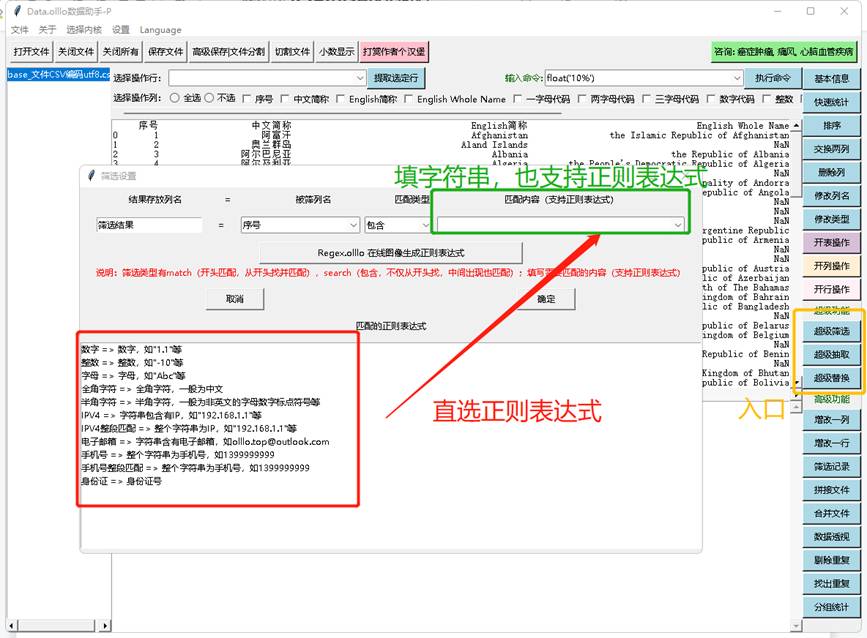 Data.olllo数据助手-P
文件 关于 选择内核 设置 Language
打开文件 关闭文件 关闭所有 保存文件 高级保存|文件分割 切割文件 小数显示 打赏作者个汉堡 咨询: 癌症肿瘤, 痛风, 心脑血管疾病
base_文件CSV编码utf8.cs
选择操作行: 提取选定行 输入命令: float('10%') 执行命令 基本信息
选择操作列: 全选 不选 序号 中文简称 English简称 English Whole Name 一字母代码 两字母代码 三字母代码 数字代码 整数
快速统计
序号 中文简称 English简称 English Whole Name
0 1 阿富汗 Afghanistan the Islamic Republic of Afghanistan
1 2 奥兰群岛 Aland Islands NaN
2 3 阿尔巴尼亚 Albania the Republic of Albania
Algeria the People's Democratic Republic of Algeria
排序
交换两列
删除列
修改列名
修改类型
开表操作
开列操作
开行操作
超级功能
超级筛选
超级抽取
超级替换
高级功能
增改一列
增改一行
筛选记录
拼接文件
合并文件
数据透视
剔除重复
找出重复
分组统计
NaN
pality of Andorra
public of Angola
NaN
NaN
NaN
rgentine Republic
public of Armenia
NaN
public of Austria
of Azerbaijan
th of The Bahamas
ingdom of Bahrain
ic of Bangladesh
NaN
public of Belarus
ingdom of Belgium
NaN
Republic of Benin
NaN
Kingdom of Bhutan
public of Bolivia
筛选设置
填字符串，也支持正则表达式
结果存放列名 = 被筛列名 匹配类型 匹配内容（支持正则表达式）
筛选结果 = 序号 包含
Regex.olllo 在线图像生成正则表达式
说明：筛选类型有match（开头匹配，从开头找并匹配），search（包含，不仅从开头找，中间出现也匹配）；填写需要匹配的内容（支持正则表达式）
取消 确定
匹配的正则表达式
数字 => 数字，如"1.1"等
整数 => 整数，如"-10"等
字母 => 字母，如"Abc"等
全角字符 => 全角字符，一般为中文
半角字符 => 半角字符，一般为非英文的字母数字标点符号等
IPV4 => 字符串包含有IP，如"192.168.1.1"等
IPV4整段匹配 => 整个字符串为IP，如"192.168.1.1"等
电子邮箱 => 字符串含有电子邮箱，如olllo.top@outlook.com
手机号 => 整个字符串为手机号，如1399999999
手机号整段匹配 => 整个字符串为手机号，如1399999999
身份证 => 身份证号
直选正则表达式
入口